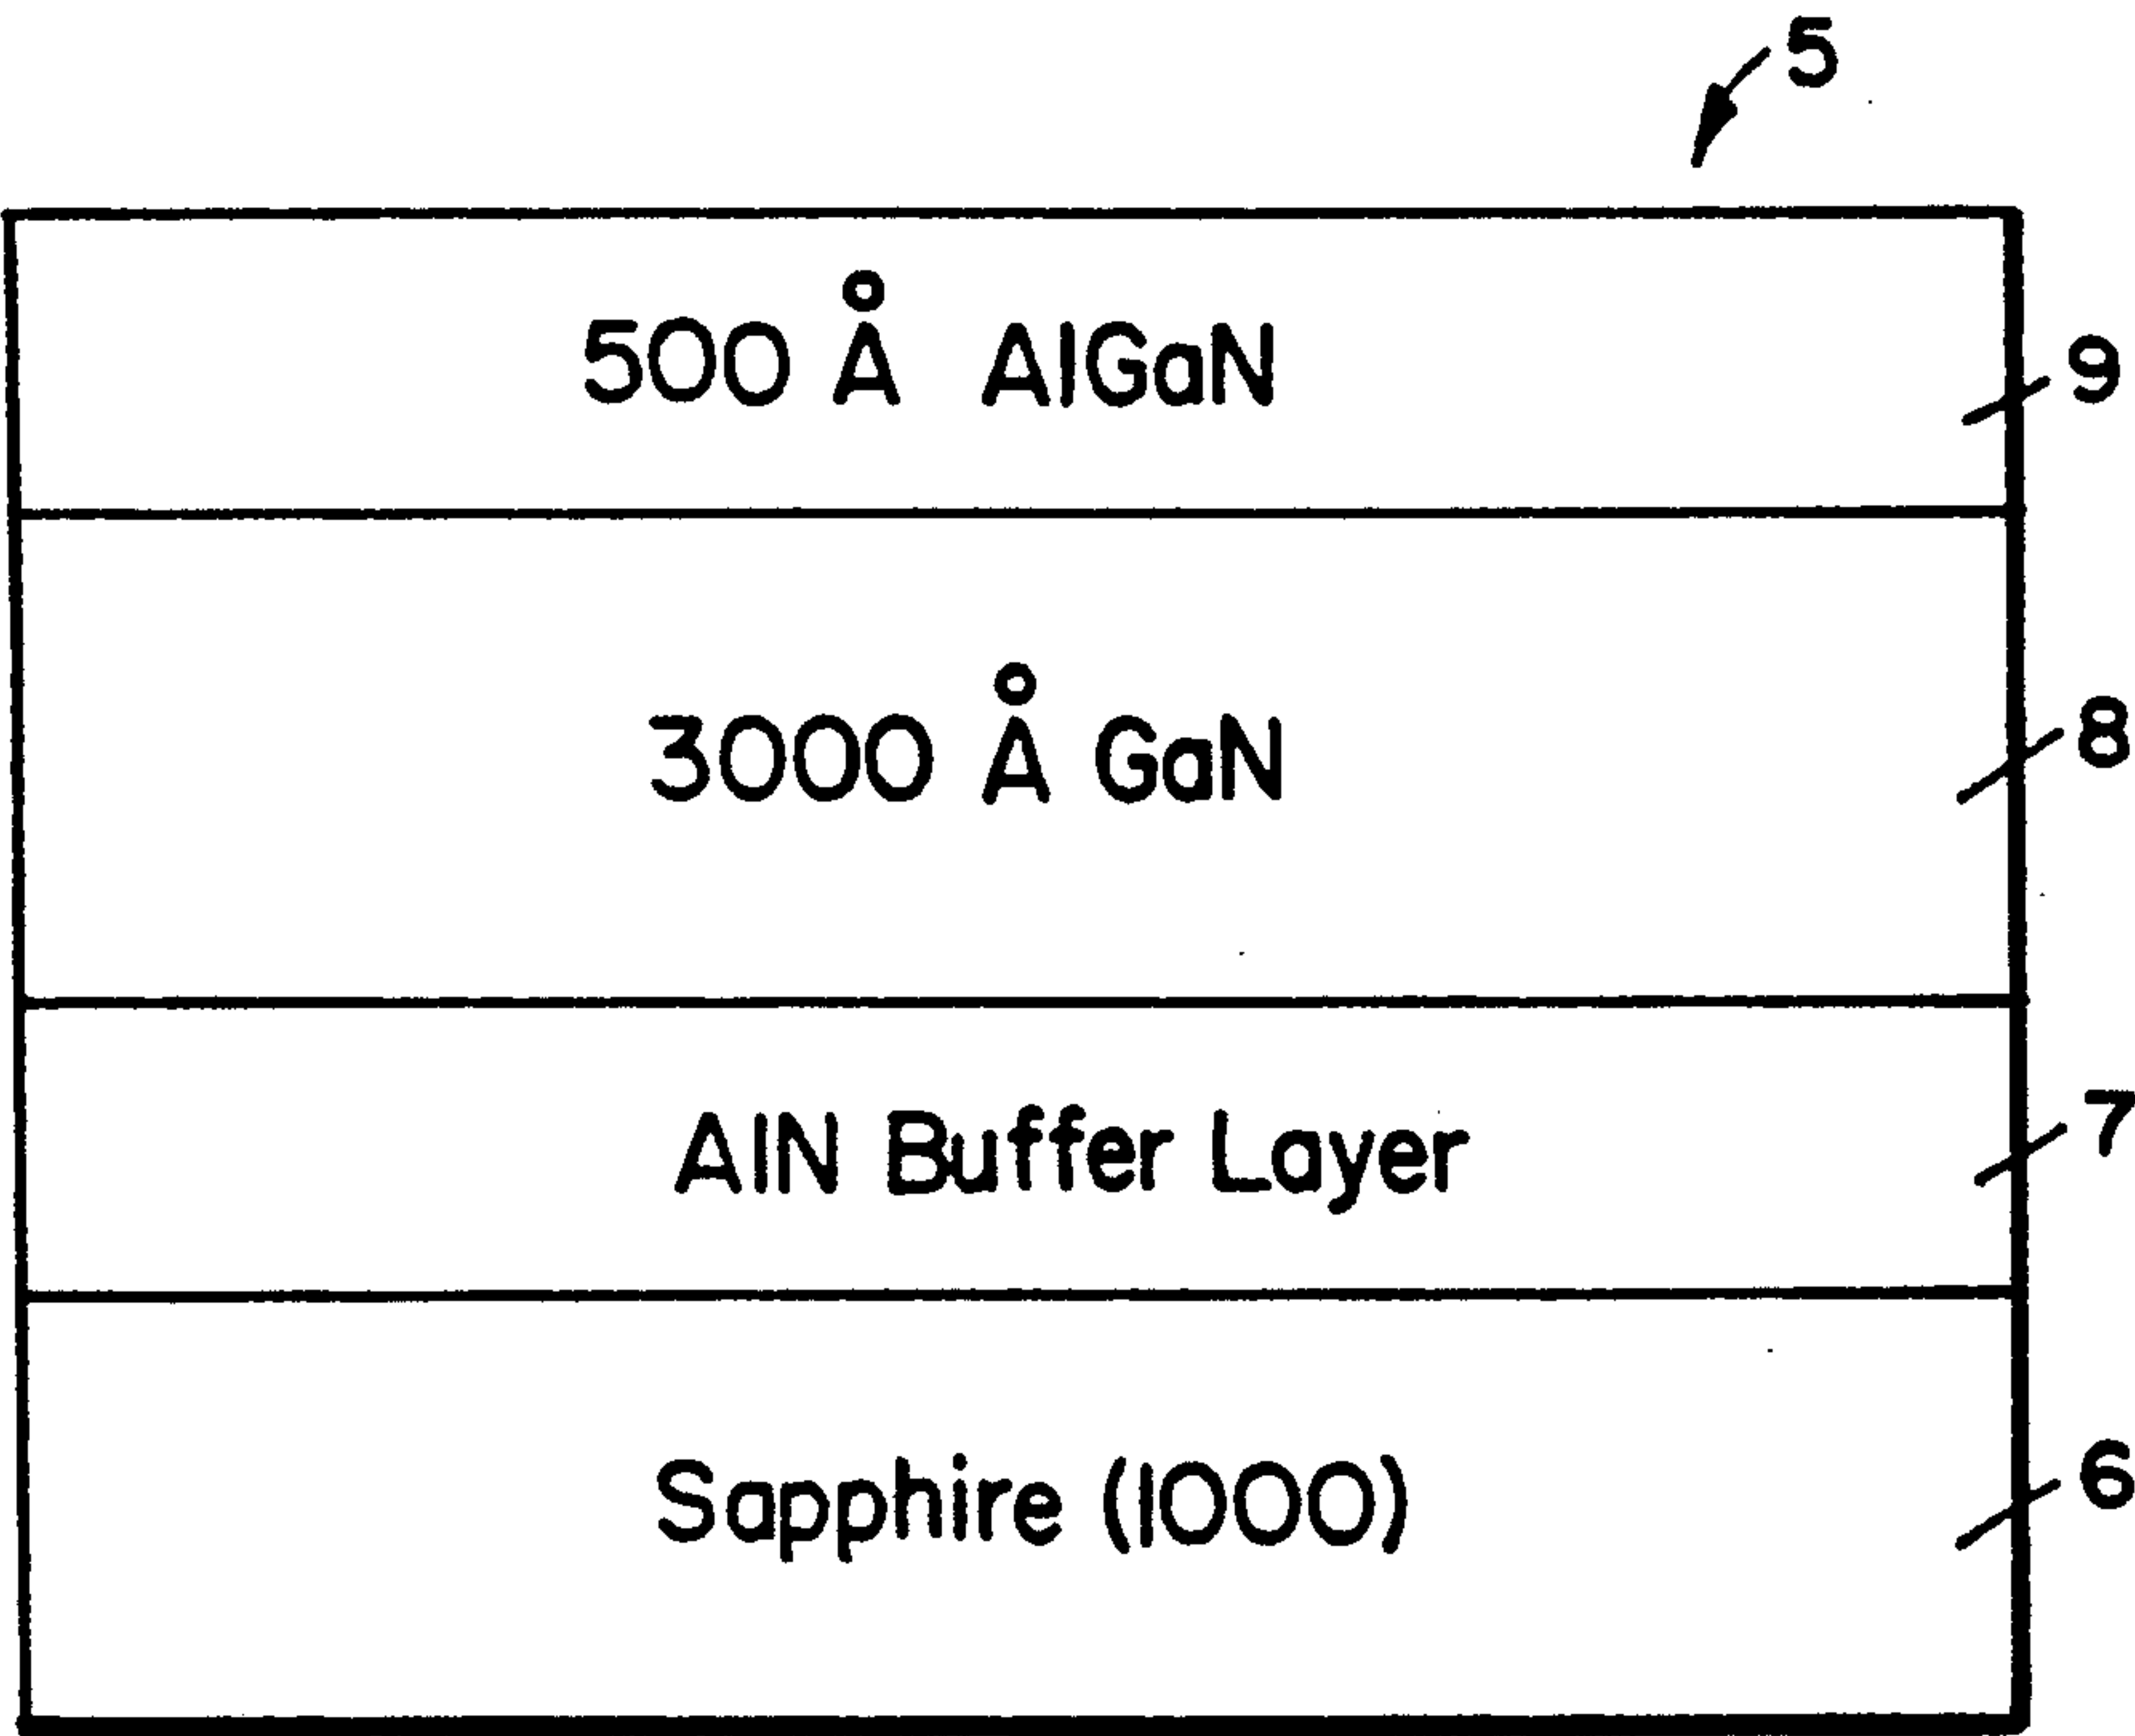 5
500 Å AlGaN
9
3000 Å GaN
8
AlN Buffer Layer
7
Sapphire (1000)
6